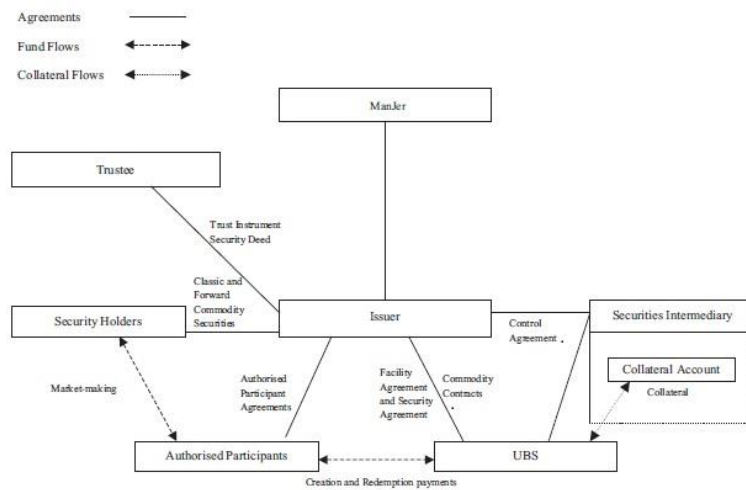 Agreements
Fund Flows
Collateral Flows
ManJer
Trustee
Trust Instrument
Security Deed
Classic and
Forward
Commodity
Securities
Security Holders
Issuer
Securities Intermediary
Control
Agreement .
Collateral Account
Collateral
Market-making
Authorised
Participant
Agreements
Facility
Agreement
and Security
Agreement
Commodity
Contracts
.
Authorised Participants
UBS
Creation and Redemption payments